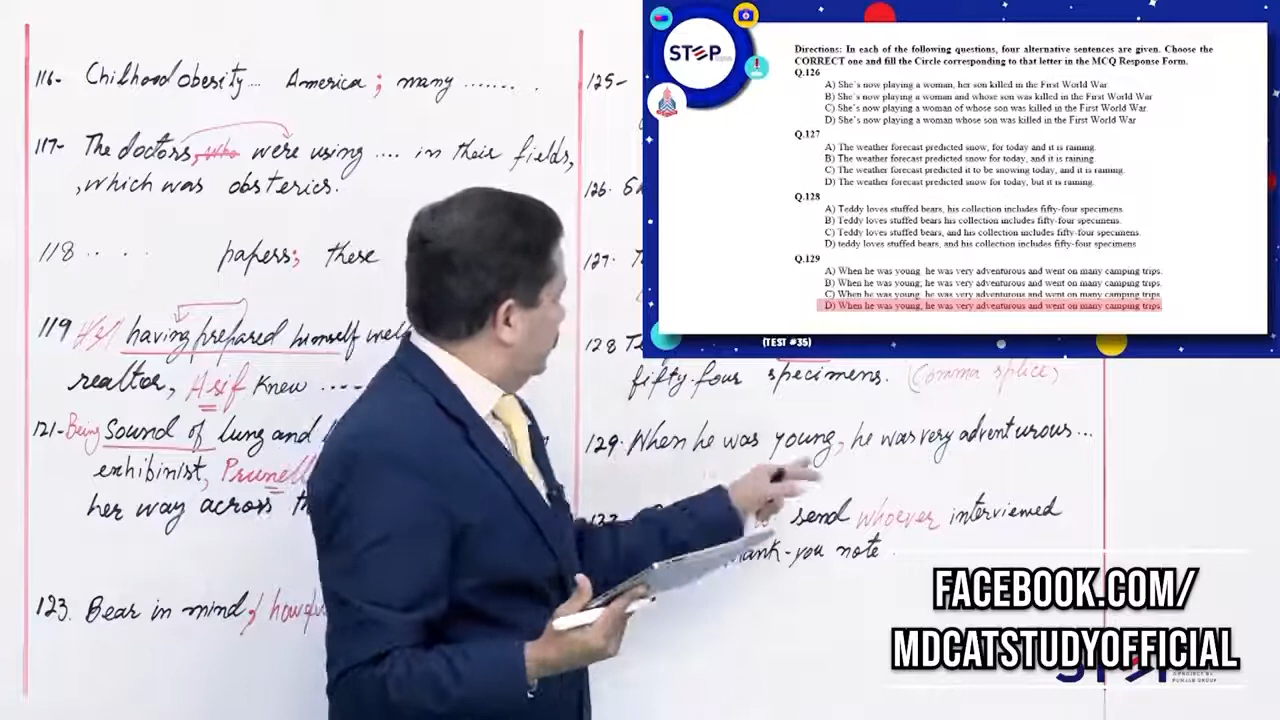 116- Chilhood obesity... America ; many .......
117- The doctors, who were using .... in their fields,
, which was obsterics.
118 . . . . papers; these
119 having prepared himself well
realtor, Asif knew ....
121- Being Sound of lung and
exhibinist, Prunell
her way across th
123. Bear in mind ; howev
125-
126.
127.
128 Te
fifty-four specimens. (Comma splice)
129. When he was young, he was very adventurous...
send whoever interviewed
thank-you note .
STEP
Directions: In each of the following questions, four alternative sentences are given. Choose the
CORRECT one and fill the Circle corresponding to that letter in the MCQ Response Form.
Q.126
A) She's now playing a woman, her son killed in the First World War
B) She's now playing a woman and whose son was killed in the First World War
C) She's now playing a woman of whose son was killed in the First World War
D) She's now playing a woman whose son was killed in the First World War
Q.127
A) The weather forecast predicted snow, for today and it is raining.
B) The weather forecast predicted snow for today, and it is raining.
C) The weather forecast predicted it to be snowing today, and it is raining.
D) The weather forecast predicted snow for today, but it is raining.
Q.128
A) Teddy loves stuffed bears, his collection includes fifty-four specimens.
B) Teddy loves stuffed bears his collection includes fifty-four specimens.
C) Teddy loves stuffed bears, and his collection includes fifty-four specimens.
D) teddy loves stuffed bears, and his collection includes fifty-four specimens
Q.129
A) When he was young, he was very adventurous and went on many camping trips.
B) When he was young, he was very adventurous and went on many camping trips.
C) When he was young, he was very adventurous and went on many camping trips.
D) When he was young, he was very adventurous and went on many camping trips.
(TEST #35)
FACEBOOK.COM/
MDCATSTUDYOFFICIAL
PUNJAB GROUP